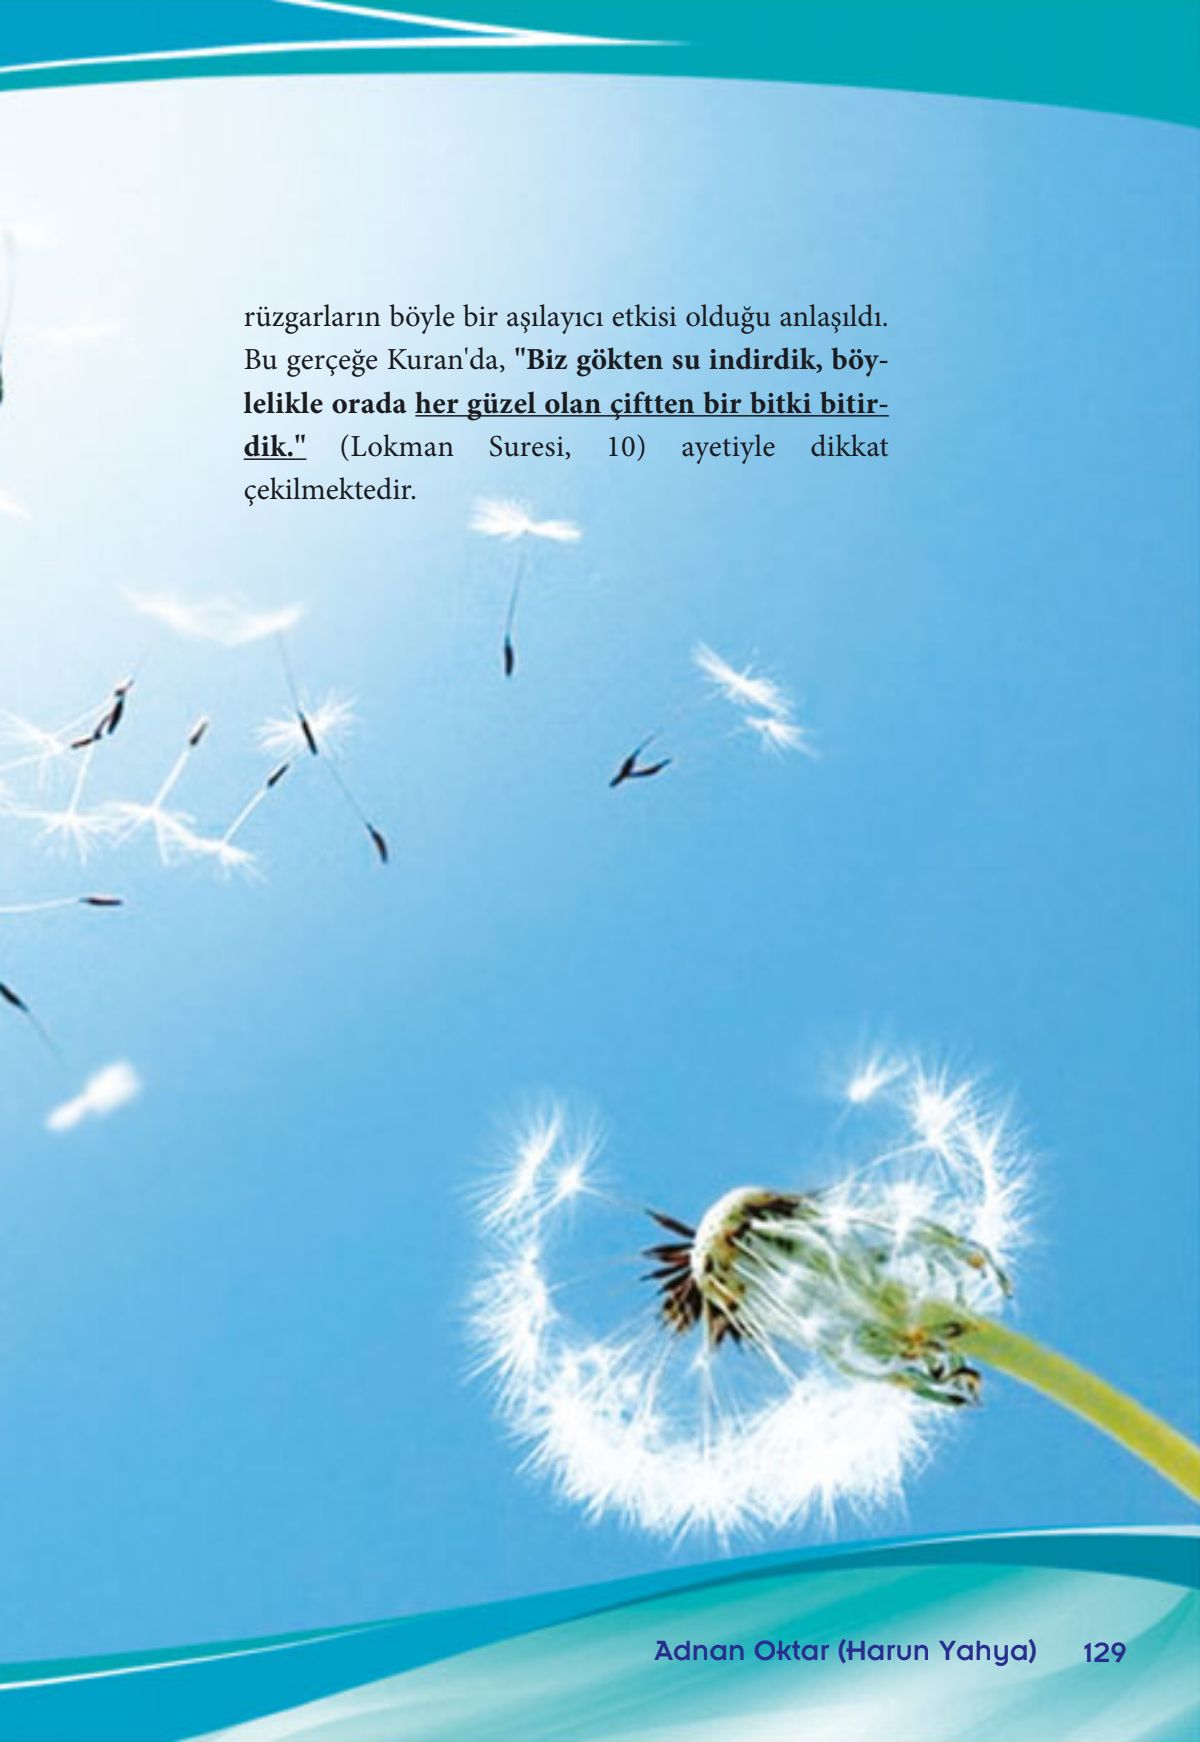 rüzgarların böyle bir aşılayıcı etkisi olduğu anlaşıldı.
Bu gerçeğe Kuran'da, "Biz gökten su indirdik, böy-
lelikle orada her güzel olan çiftten bir bitki bitir-
dik." (Lokman Suresi, 10) ayetiyle dikkat
çekilmektedir.
Adnan Oktar (Harun Yahya) 129